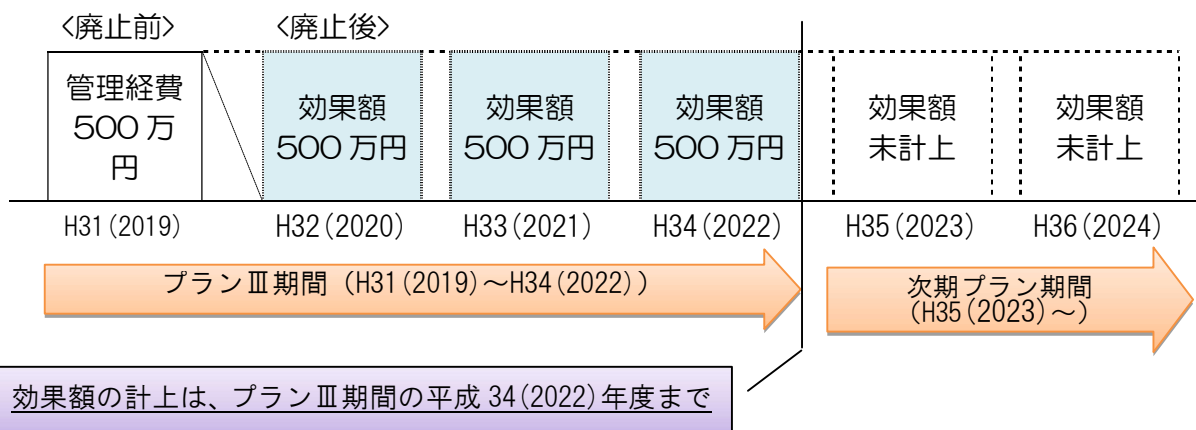 <廃止前>
<廃止後>
管理経費
500万
円
効果額
500万円
効果額
500万円
効果額
500万円
効果額
未計上
効果額
未計上
H31(2019)
H32(2020)
H33(2021)
H34(2022)
H35(2023)
H36(2024)
プランⅢ期間（H31(2019)～H34(2022)）
次期プラン期間
（H35(2023)～）
効果額の計上は、プランⅢ期間の平成34(2022)年度まで